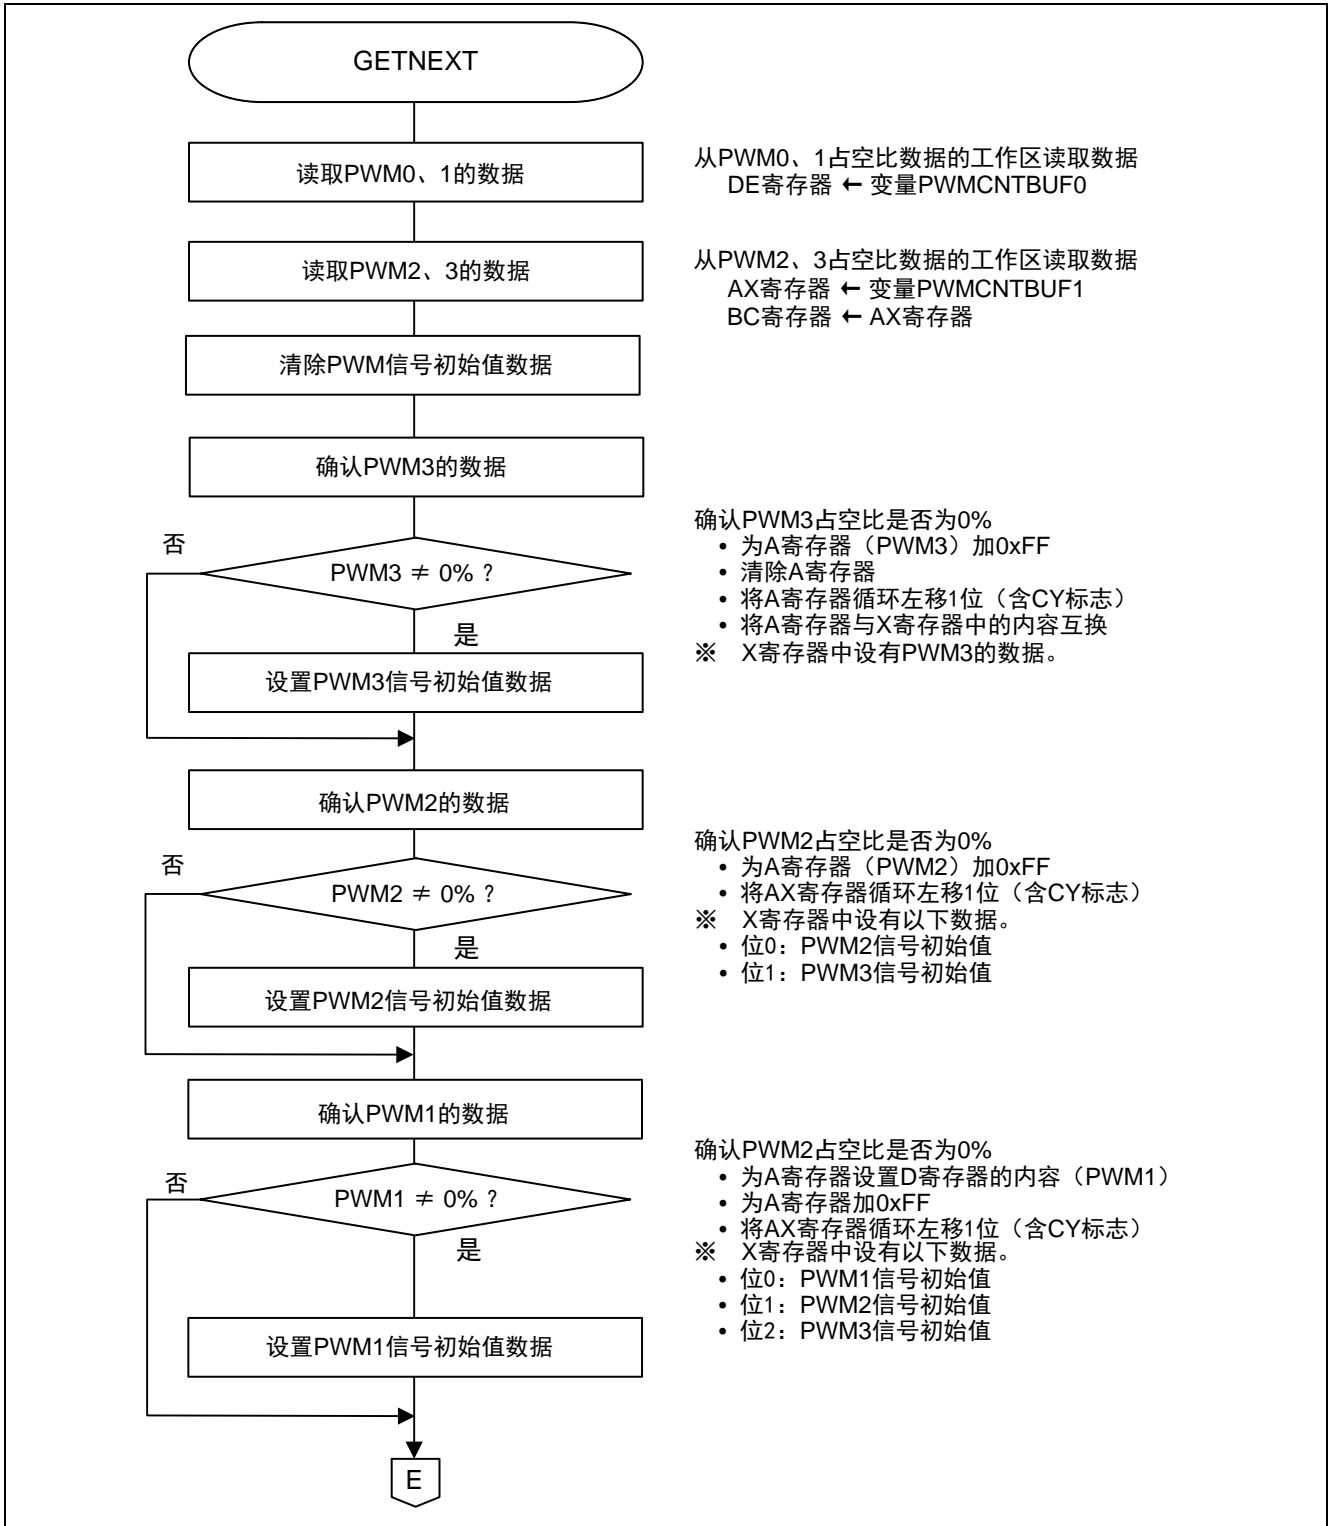 GETNEXT
读取PWM0、1的数据
从PWM0、1占空比数据的工作区读取数据
DE寄存器 ← 变量PWMCNTBUF0
读取PWM2、3的数据
从PWM2、3占空比数据的工作区读取数据
AX寄存器 ← 变量PWMCNTBUF1
BC寄存器 ← AX寄存器
清除PWM信号初始值数据
确认PWM3的数据
确认PWM3占空比是否为0%
• 为A寄存器（PWM3）加0xFF
• 清除A寄存器
• 将A寄存器循环左移1位（含CY标志）
• 将A寄存器与X寄存器中的内容互换
※ X寄存器中设有PWM3的数据。
否
PWM3 ≠ 0%？
是
设置PWM3信号初始值数据
确认PWM2的数据
确认PWM2占空比是否为0%
• 为A寄存器（PWM2）加0xFF
• 将AX寄存器循环左移1位（含CY标志）
※ X寄存器中设有以下数据。
• 位0：PWM2信号初始值
• 位1：PWM3信号初始值
否
PWM2 ≠ 0%？
是
设置PWM2信号初始值数据
确认PWM1的数据
确认PWM2占空比是否为0%
• 为A寄存器设置D寄存器的内容（PWM1）
• 为A寄存器加0xFF
• 将AX寄存器循环左移1位（含CY标志）
※ X寄存器中设有以下数据。
• 位0：PWM1信号初始值
• 位1：PWM2信号初始值
• 位2：PWM3信号初始值
否
PWM1 ≠ 0%？
是
设置PWM1信号初始值数据
E